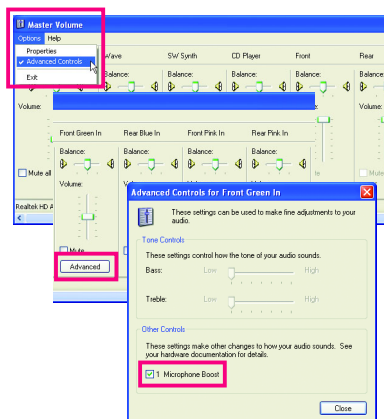 Master Volume
Options Help
Properties
Advanced Controls
Exit
Wave SW Synth CD Player Front Rear
Balance: Balance: Balance: Balance: Balance:
Volume: Volume:
Mute all
Realtek HD A
Front Green In Rear Blue In Front Pink In Rear Pink In
Balance: Balance: Balance: Balance:
Volume:
Mute
Advanced
Advanced Controls for Front Green In
These settings can be used to make fine adjustments to your
audio.
Tone Controls
These settings control how the tone of your audio sounds.
Bass: Low High
Treble: Low High
Other Controls
These settings make other changes to how your audio sounds. See
your hardware documentation for details.
1 Microphone Boost
Close